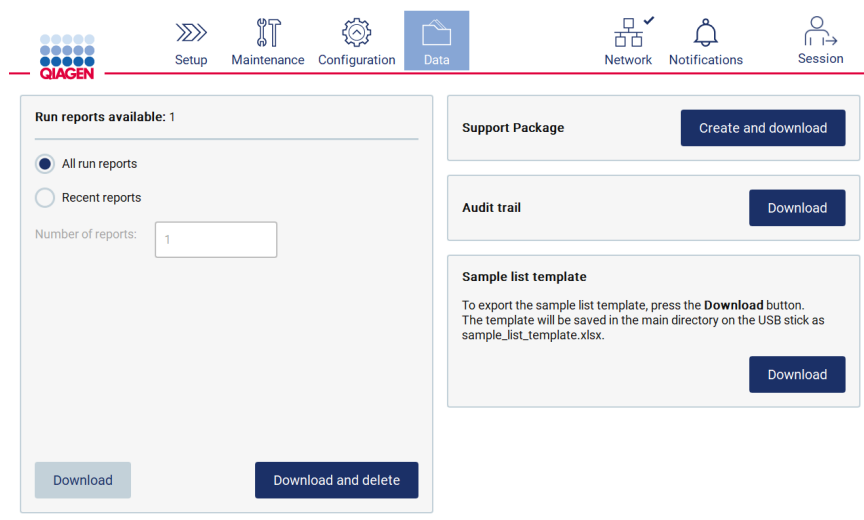 QIAGEN
Setup
Maintenance
Configuration
Data
Network
Notifications
Session
Run reports available: 1
All run reports
Recent reports
Number of reports:
1
Download
Download and delete
Support Package
Create and download
Audit trail
Download
Sample list template
To export the sample list template, press the Download button.
The template will be saved in the main directory on the USB stick as
sample_list_template.xlsx.
Download